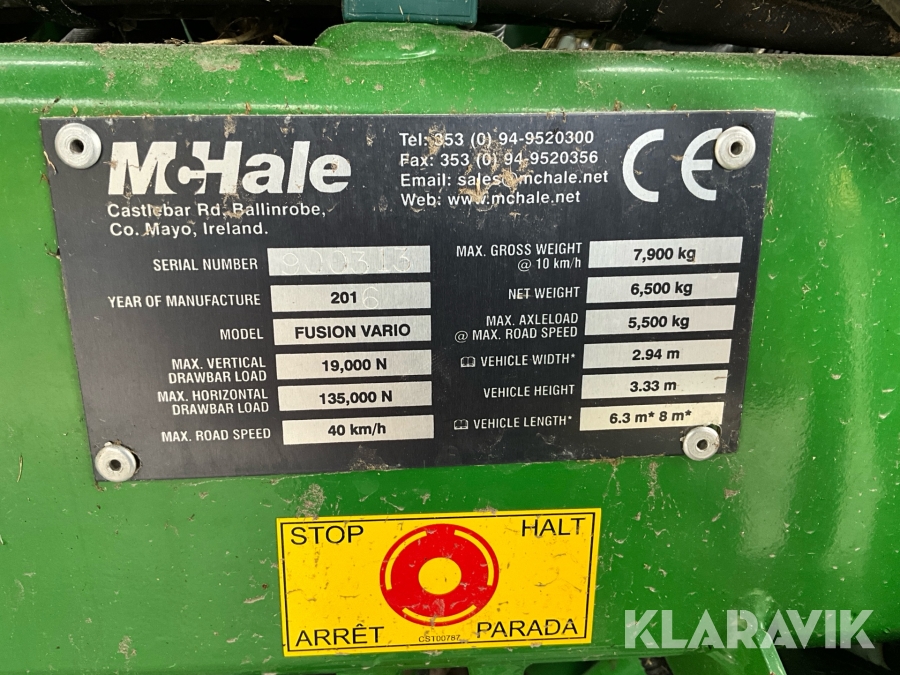 McHale
Castlebar Rd. Ballinrobe,
Co. Mayo, Ireland.
Tel: 353 (0) 94-9520300
Fax: 353 (0) 94-9520356
Email: sales@mchale.net
Web: www.mchale.net
CE
SERIAL NUMBER 900313
YEAR OF MANUFACTURE 2016
MODEL FUSION VARIO
MAX. VERTICAL
DRAWBAR LOAD 19,000 N
MAX. HORIZONTAL
DRAWBAR LOAD 135,000 N
MAX. ROAD SPEED 40 km/h
MAX. GROSS WEIGHT
@ 10 km/h 7,900 kg
NET WEIGHT 6,500 kg
MAX. AXLELOAD
@ MAX. ROAD SPEED 5,500 kg
VEHICLE WIDTH* 2.94 m
VEHICLE HEIGHT 3.33 m
VEHICLE LENGTH* 6.3 m* 8 m*
STOP HALT
ARRÊT PARADA
CST00787
KLARAVIK